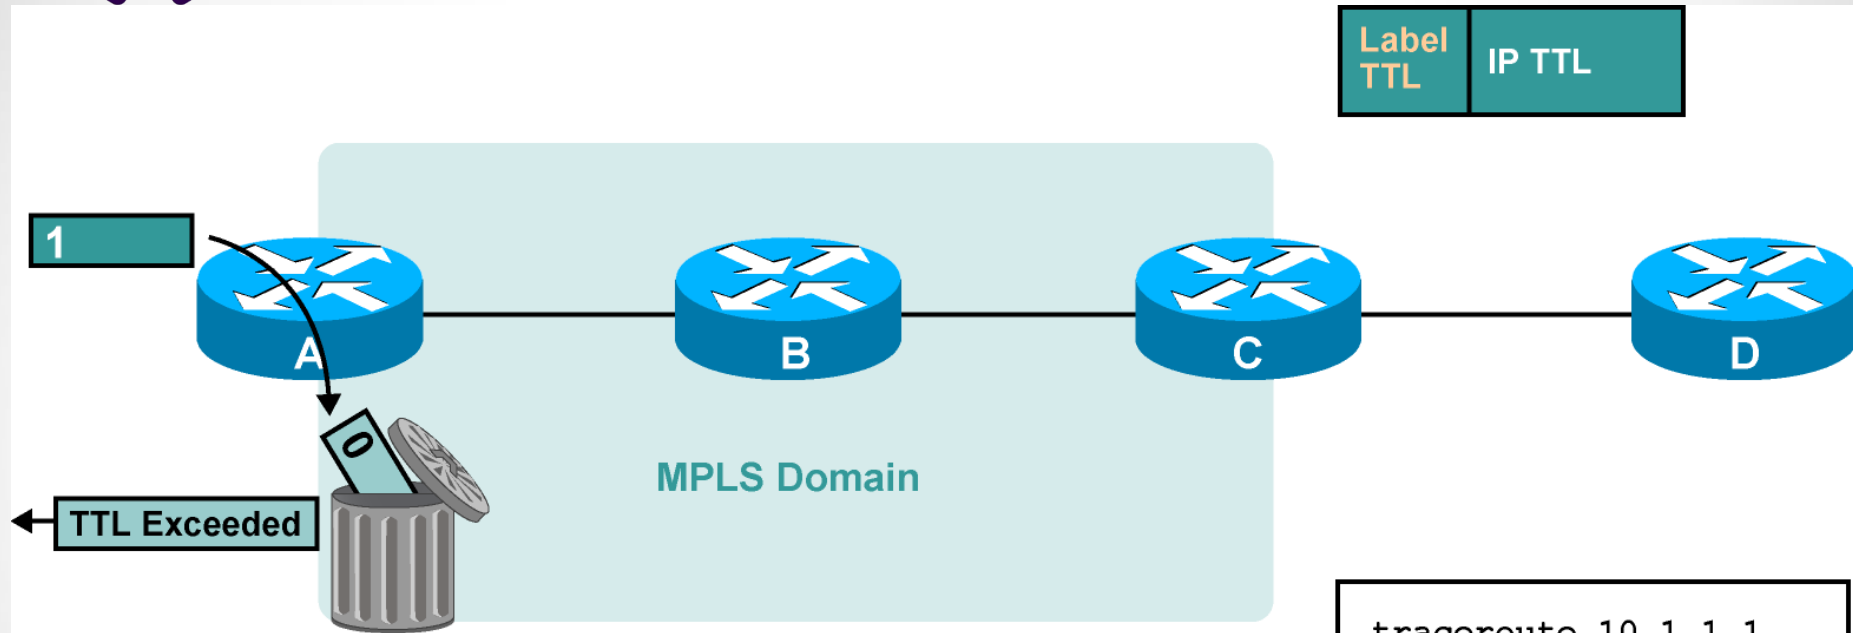 Label
TTL
IP TTL
1
A
B
C
D
0
MPLS Domain
TTL Exceeded
traceroute 10.1.1.1